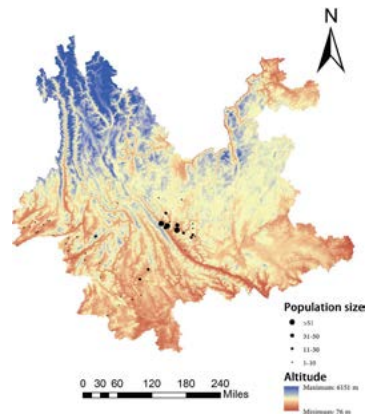 N
Population size
>51
31-50
11-30
1-10
Altitude
Maximum: 6151 m
Minimum: 76 m
0 30 60 120 180 240
Miles